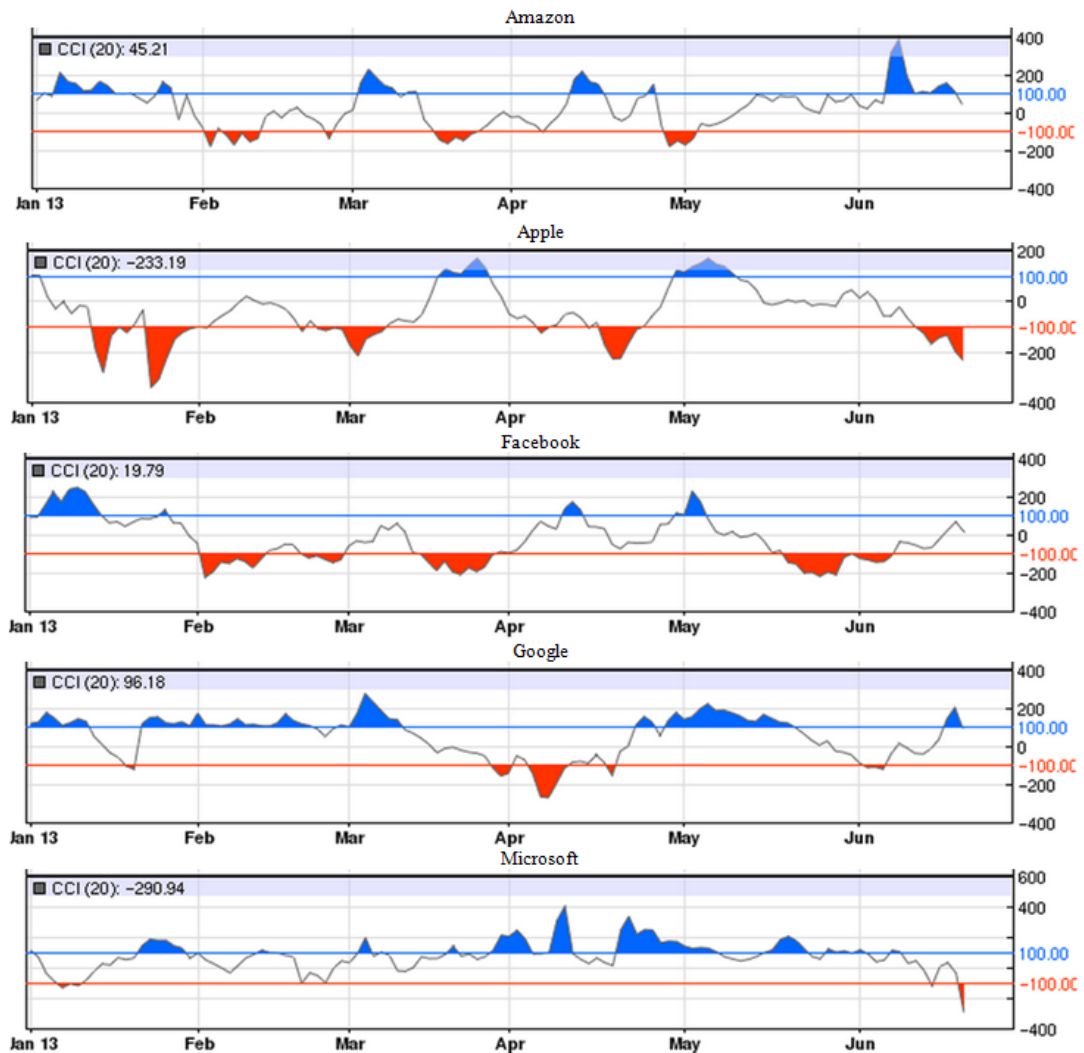 Amazon
CCI (20): 45.21
400
200
100.00
0
-100.00
-200
-400
Jan 13 Feb Mar Apr May Jun
Apple
CCI (20): -233.19
200
100.00
0
-100.00
-200
-400
Jan 13 Feb Mar Apr May Jun
Facebook
CCI (20): 19.79
400
200
100.00
0
-100.00
-200
-400
Jan 13 Feb Mar Apr May Jun
Google
CCI (20): 96.18
400
200
100.00
0
-100.00
-200
-400
Jan 13 Feb Mar Apr May Jun
Microsoft
CCI (20): -290.94
600
400
100.00
-100.00
-400
Jan 13 Feb Mar Apr May Jun